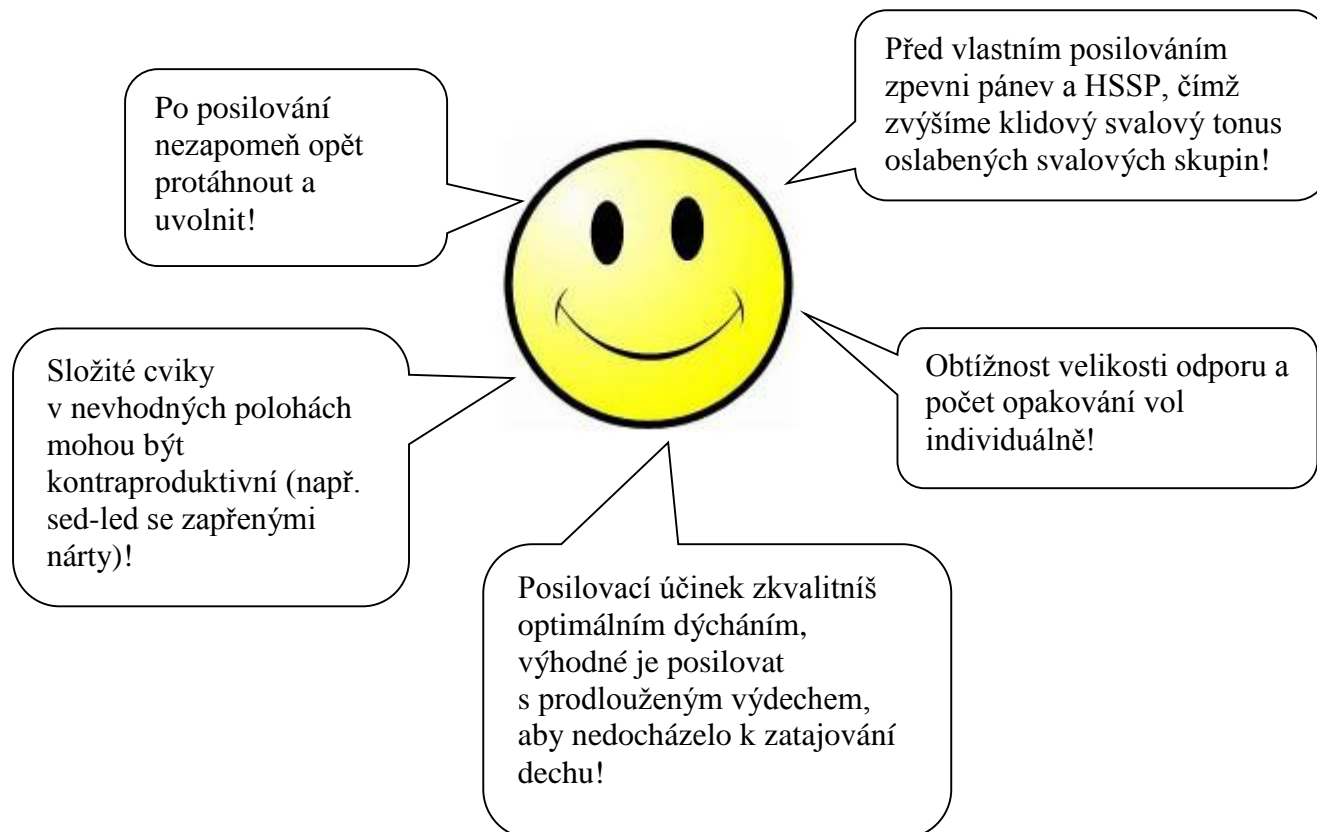 Po posilování
nezapomeň opět
protáhnout a
uvolnit!
Před vlastním posilováním
zpevni pánev a HSSP, čímž
zvýšíme klidový svalový tonus
oslabených svalových skupin!
Složité cviky
v nevhodných polohách
mohou být
kontraproduktivní (např.
sed-led se zapřenými
nárty)!
Obtížnost velikosti odporu a
počet opakování vol
individuálně!
Posilovací účinek zkvalitníš
optimálním dýcháním,
výhodné je posilovat
s prodlouženým výdechem,
aby nedocházelo k zatajování
dechu!